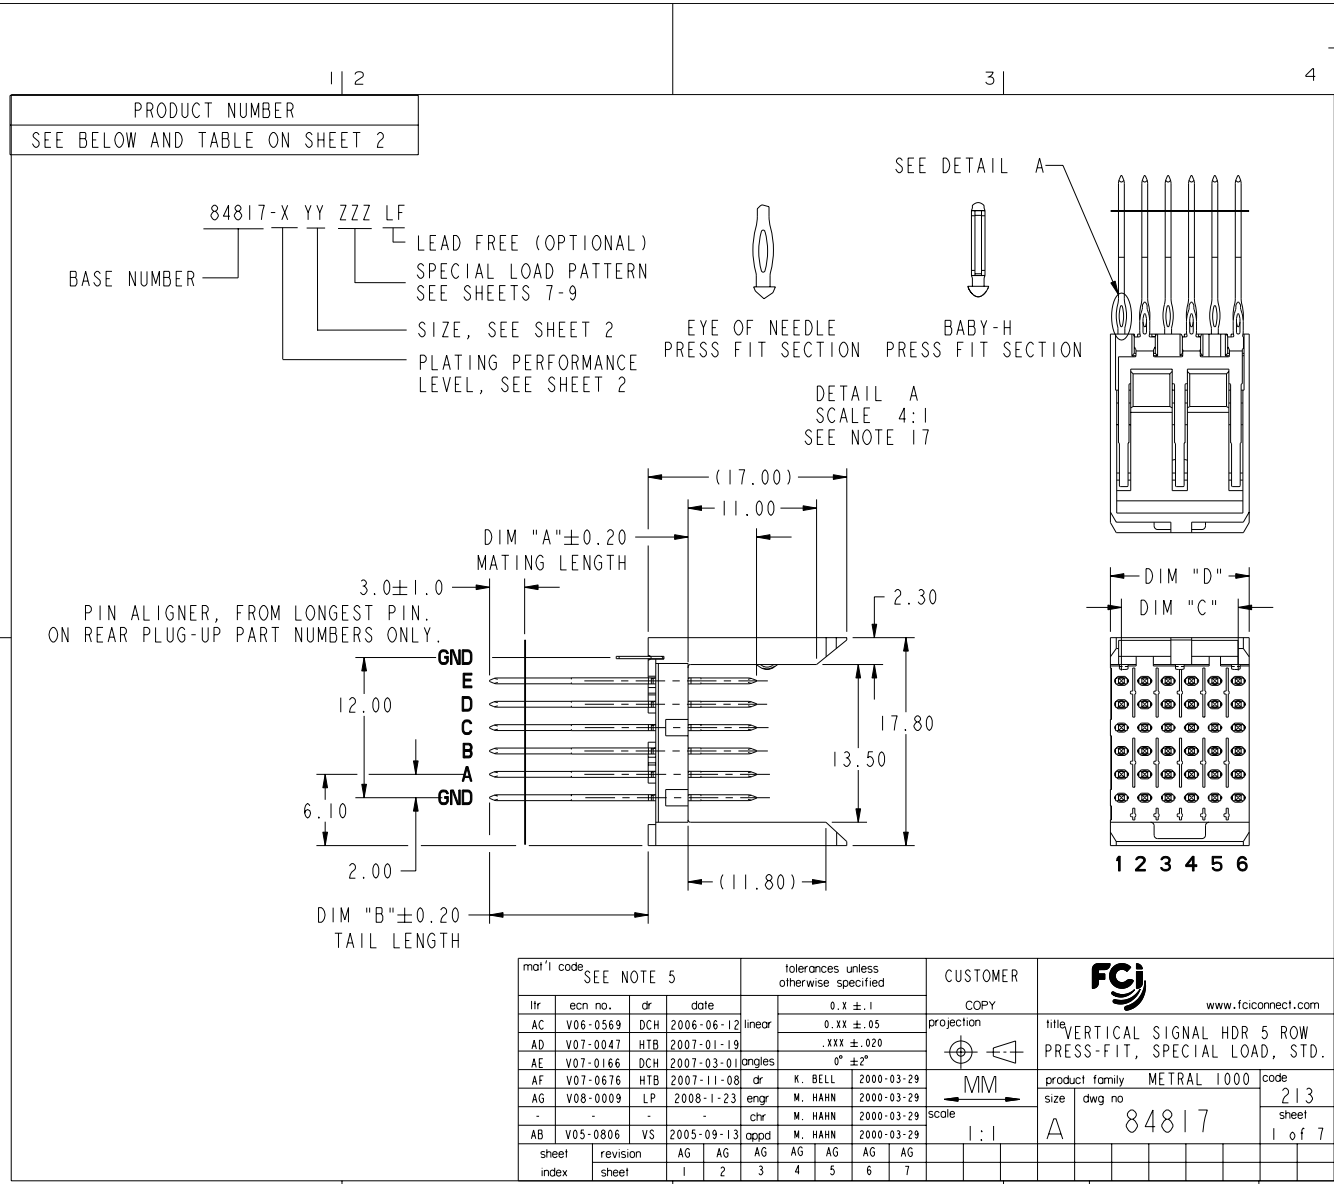 1 2 3 4
PRODUCT NUMBER
SEE BELOW AND TABLE ON SHEET 2
84817-X YY ZZZ LF
LEAD FREE (OPTIONAL)
SPECIAL LOAD PATTERN
SEE SHEETS 7-9
BASE NUMBER
SIZE, SEE SHEET 2
PLATING PERFORMANCE
LEVEL, SEE SHEET 2
EYE OF NEEDLE
PRESS FIT SECTION
BABY-H
PRESS FIT SECTION
SEE DETAIL A
DETAIL A
SCALE 4:1
SEE NOTE 17
(17.00)
11.00
DIM "A"±0.20
MATING LENGTH
3.0±1.0
PIN ALIGNER, FROM LONGEST PIN.
ON REAR PLUG-UP PART NUMBERS ONLY.
2.30
DIM "D"
DIM "C"
GND
E
D
C
B
A
GND
12.00
6.10
2.00
17.80
13.50
(11.80)
DIM "B"±0.20
TAIL LENGTH
1 2 3 4 5 6
mat'l code SEE NOTE 5
tolerances unless
otherwise specified
CUSTOMER
COPY
FCi
www.fciconnect.com
ltr ecn no. dr date
AC V06-0569 DCH 2006-06-12
AD V07-0047 HTB 2007-01-19
AE V07-0166 DCH 2007-03-01
AF V07-0676 HTB 2007-11-08
AG V08-0009 LP 2008-1-23
- - - -
AB V05-0806 VS 2005-09-13
linear 0.X ±.1
0.XX ±.05
.XXX ±.020
angles 0° ±2°
dr K. BELL 2000-03-29
engr M. HAHN 2000-03-29
chr M. HAHN 2000-03-29
appd M. HAHN 2000-03-29
projection
MM
scale
1:1
title VERTICAL SIGNAL HDR 5 ROW
PRESS-FIT, SPECIAL LOAD, STD.
product family METRAL 1000
code
213
size
A
dwg no
84817
sheet
1 of 7
sheet index
revision AG AG AG AG AG AG AG
sheet 1 2 3 4 5 6 7